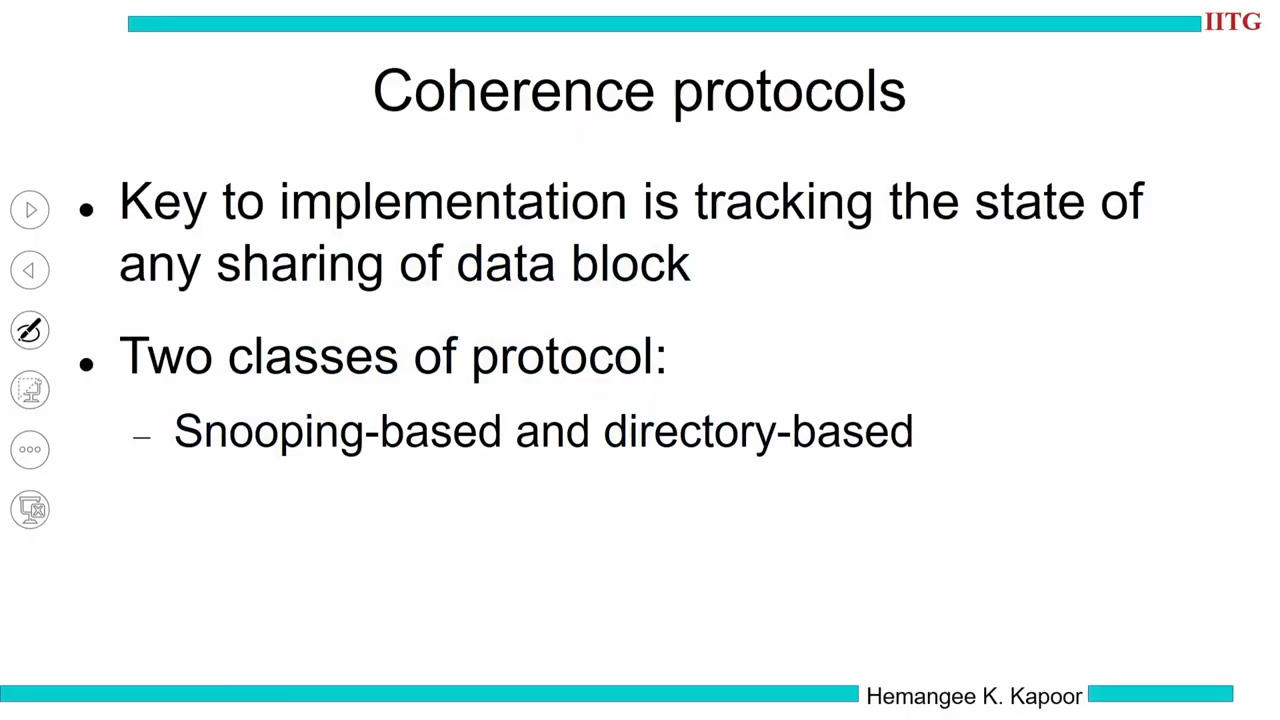 IITG
Coherence protocols
• Key to implementation is tracking the state of
any sharing of data block
• Two classes of protocol:
– Snooping-based and directory-based
Hemangee K. Kapoor